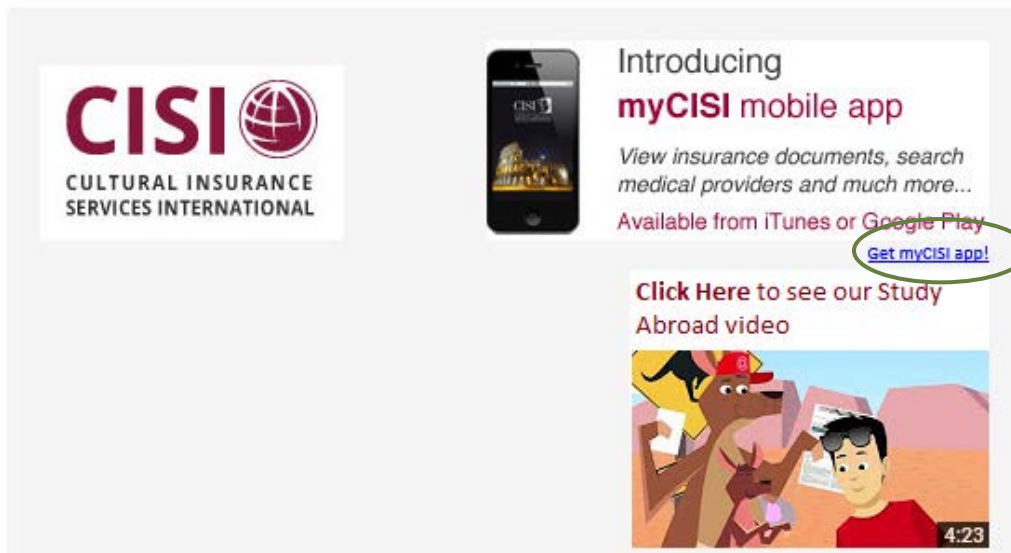 CISI
CULTURAL INSURANCE
SERVICES INTERNATIONAL
Introducing
myCISI mobile app
View insurance documents, search
medical providers and much more...
Available from iTunes or Google Play
Get myCISI app!
Click Here to see our Study
Abroad video
4:23